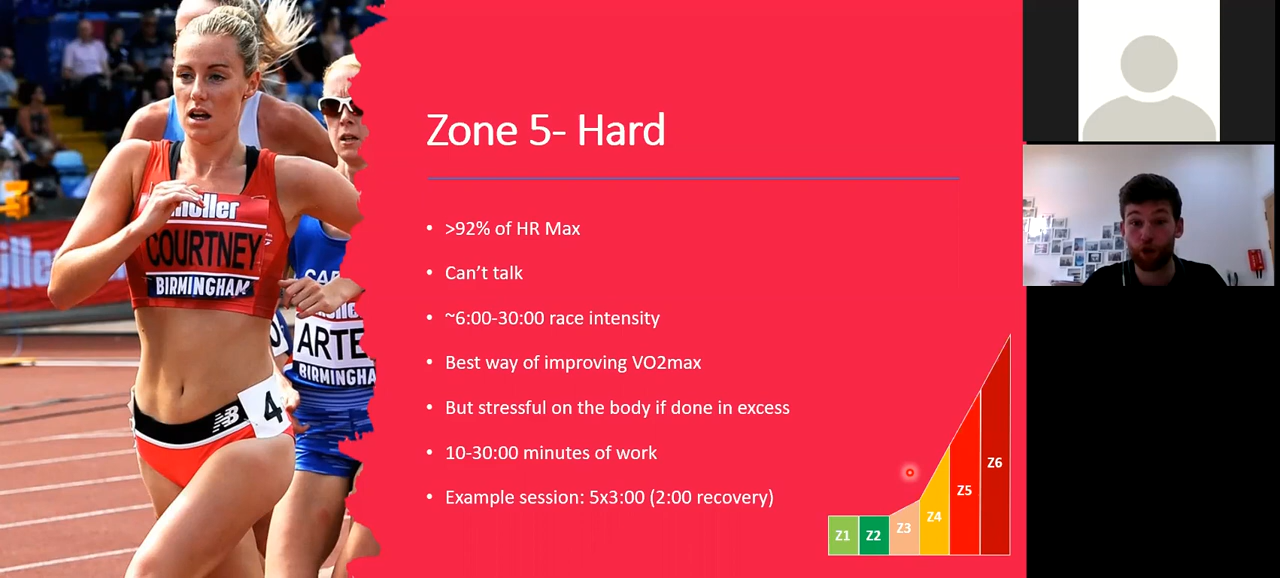 Zone 5- Hard
• >92% of HR Max
• Can't talk
• ~6:00-30:00 race intensity
• Best way of improving VO2max
• But stressful on the body if done in excess
• 10-30:00 minutes of work
• Example session: 5x3:00 (2:00 recovery)
Z1
Z2
Z3
Z4
Z5
Z6
COURTNEY
BIRMINGHAM
4
NB
ARTE
BIRMINGHA